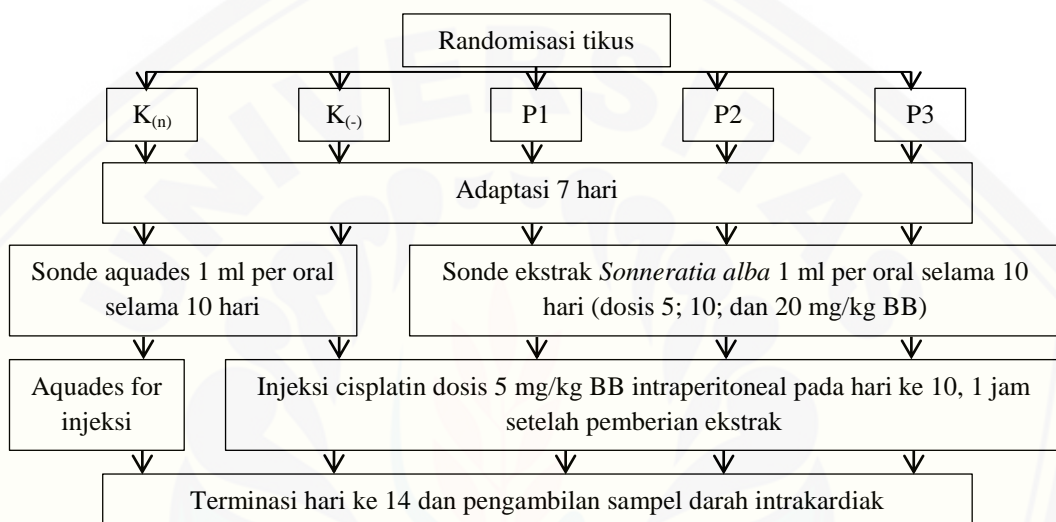 Randomisasi tikus
K(n)
K(-)
P1
P2
P3
Adaptasi 7 hari
Sonde aquades 1 ml per oral
selama 10 hari
Sonde ekstrak Sonneratia alba 1 ml per oral selama 10
hari (dosis 5; 10; dan 20 mg/kg BB)
Aquades for
injeksi
Injeksi cisplatin dosis 5 mg/kg BB intraperitoneal pada hari ke 10, 1 jam
setelah pemberian ekstrak
Terminasi hari ke 14 dan pengambilan sampel darah intrakardiak
UNIVERSITAS